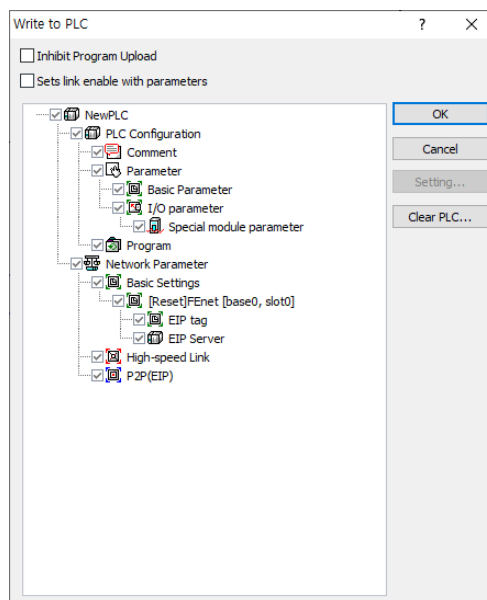 Write to PLC
?
Inhibit Program Upload
Sets link enable with parameters
NewPLC
PLC Configuration
Comment
Parameter
Basic Parameter
I/O parameter
Special module parameter
Program
Network Parameter
Basic Settings
[Reset]FEnet [base0, slot0]
EIP tag
EIP Server
High-speed Link
P2P(EIP)
OK
Cancel
Setting...
Clear PLC...